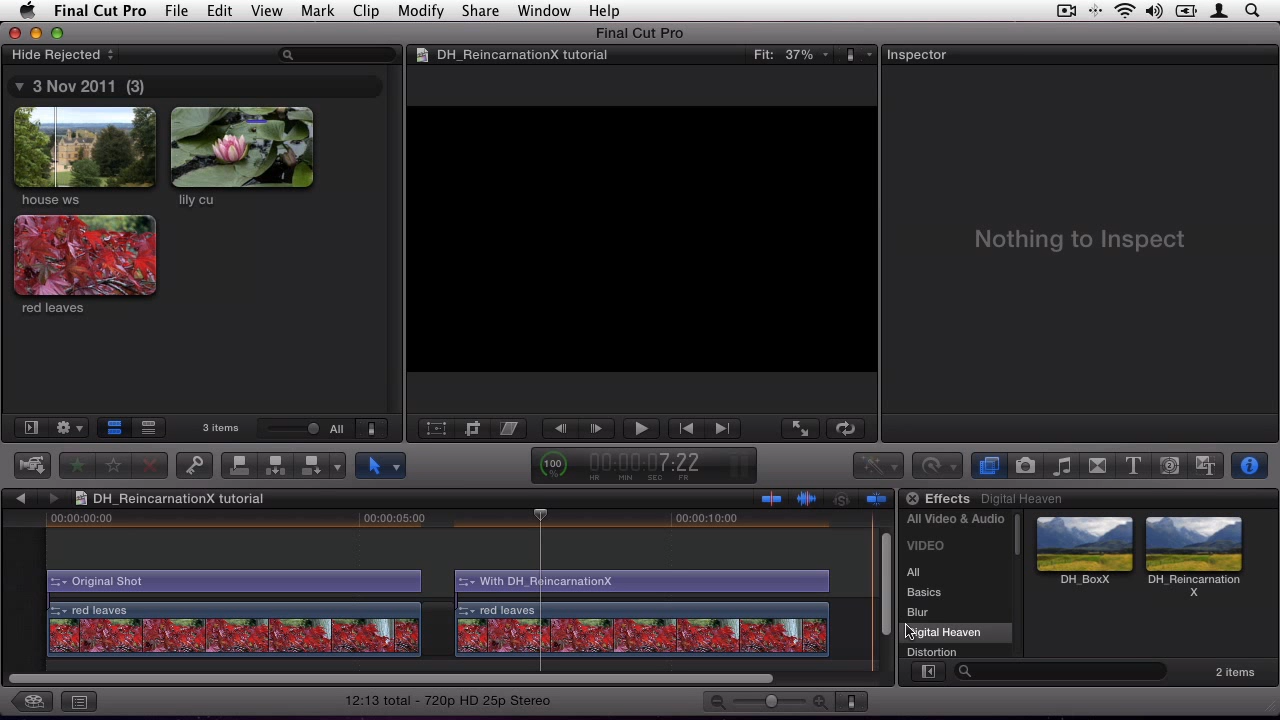 Final Cut Pro File Edit View Mark Clip Modify Share Window Help
Final Cut Pro
Hide Rejected
DH_ReincarnationX tutorial
Fit: 37%
Inspector
3 Nov 2011 (3)
house ws
lily cu
red leaves
Nothing to Inspect
3 items
All
100
%
00:00:07:22
HR MIN SEC FR
DH_ReincarnationX tutorial
Effects Digital Heaven
00:00:00:00
00:00:05:00
00:00:10:00
Original Shot
With DH_ReincarnationX
red leaves
red leaves
All Video & Audio
VIDEO
All
Basics
Blur
Digital Heaven
Distortion
DH_BoxX
DH_Reincarnation
X
2 items
12:13 total - 720p HD 25p Stereo